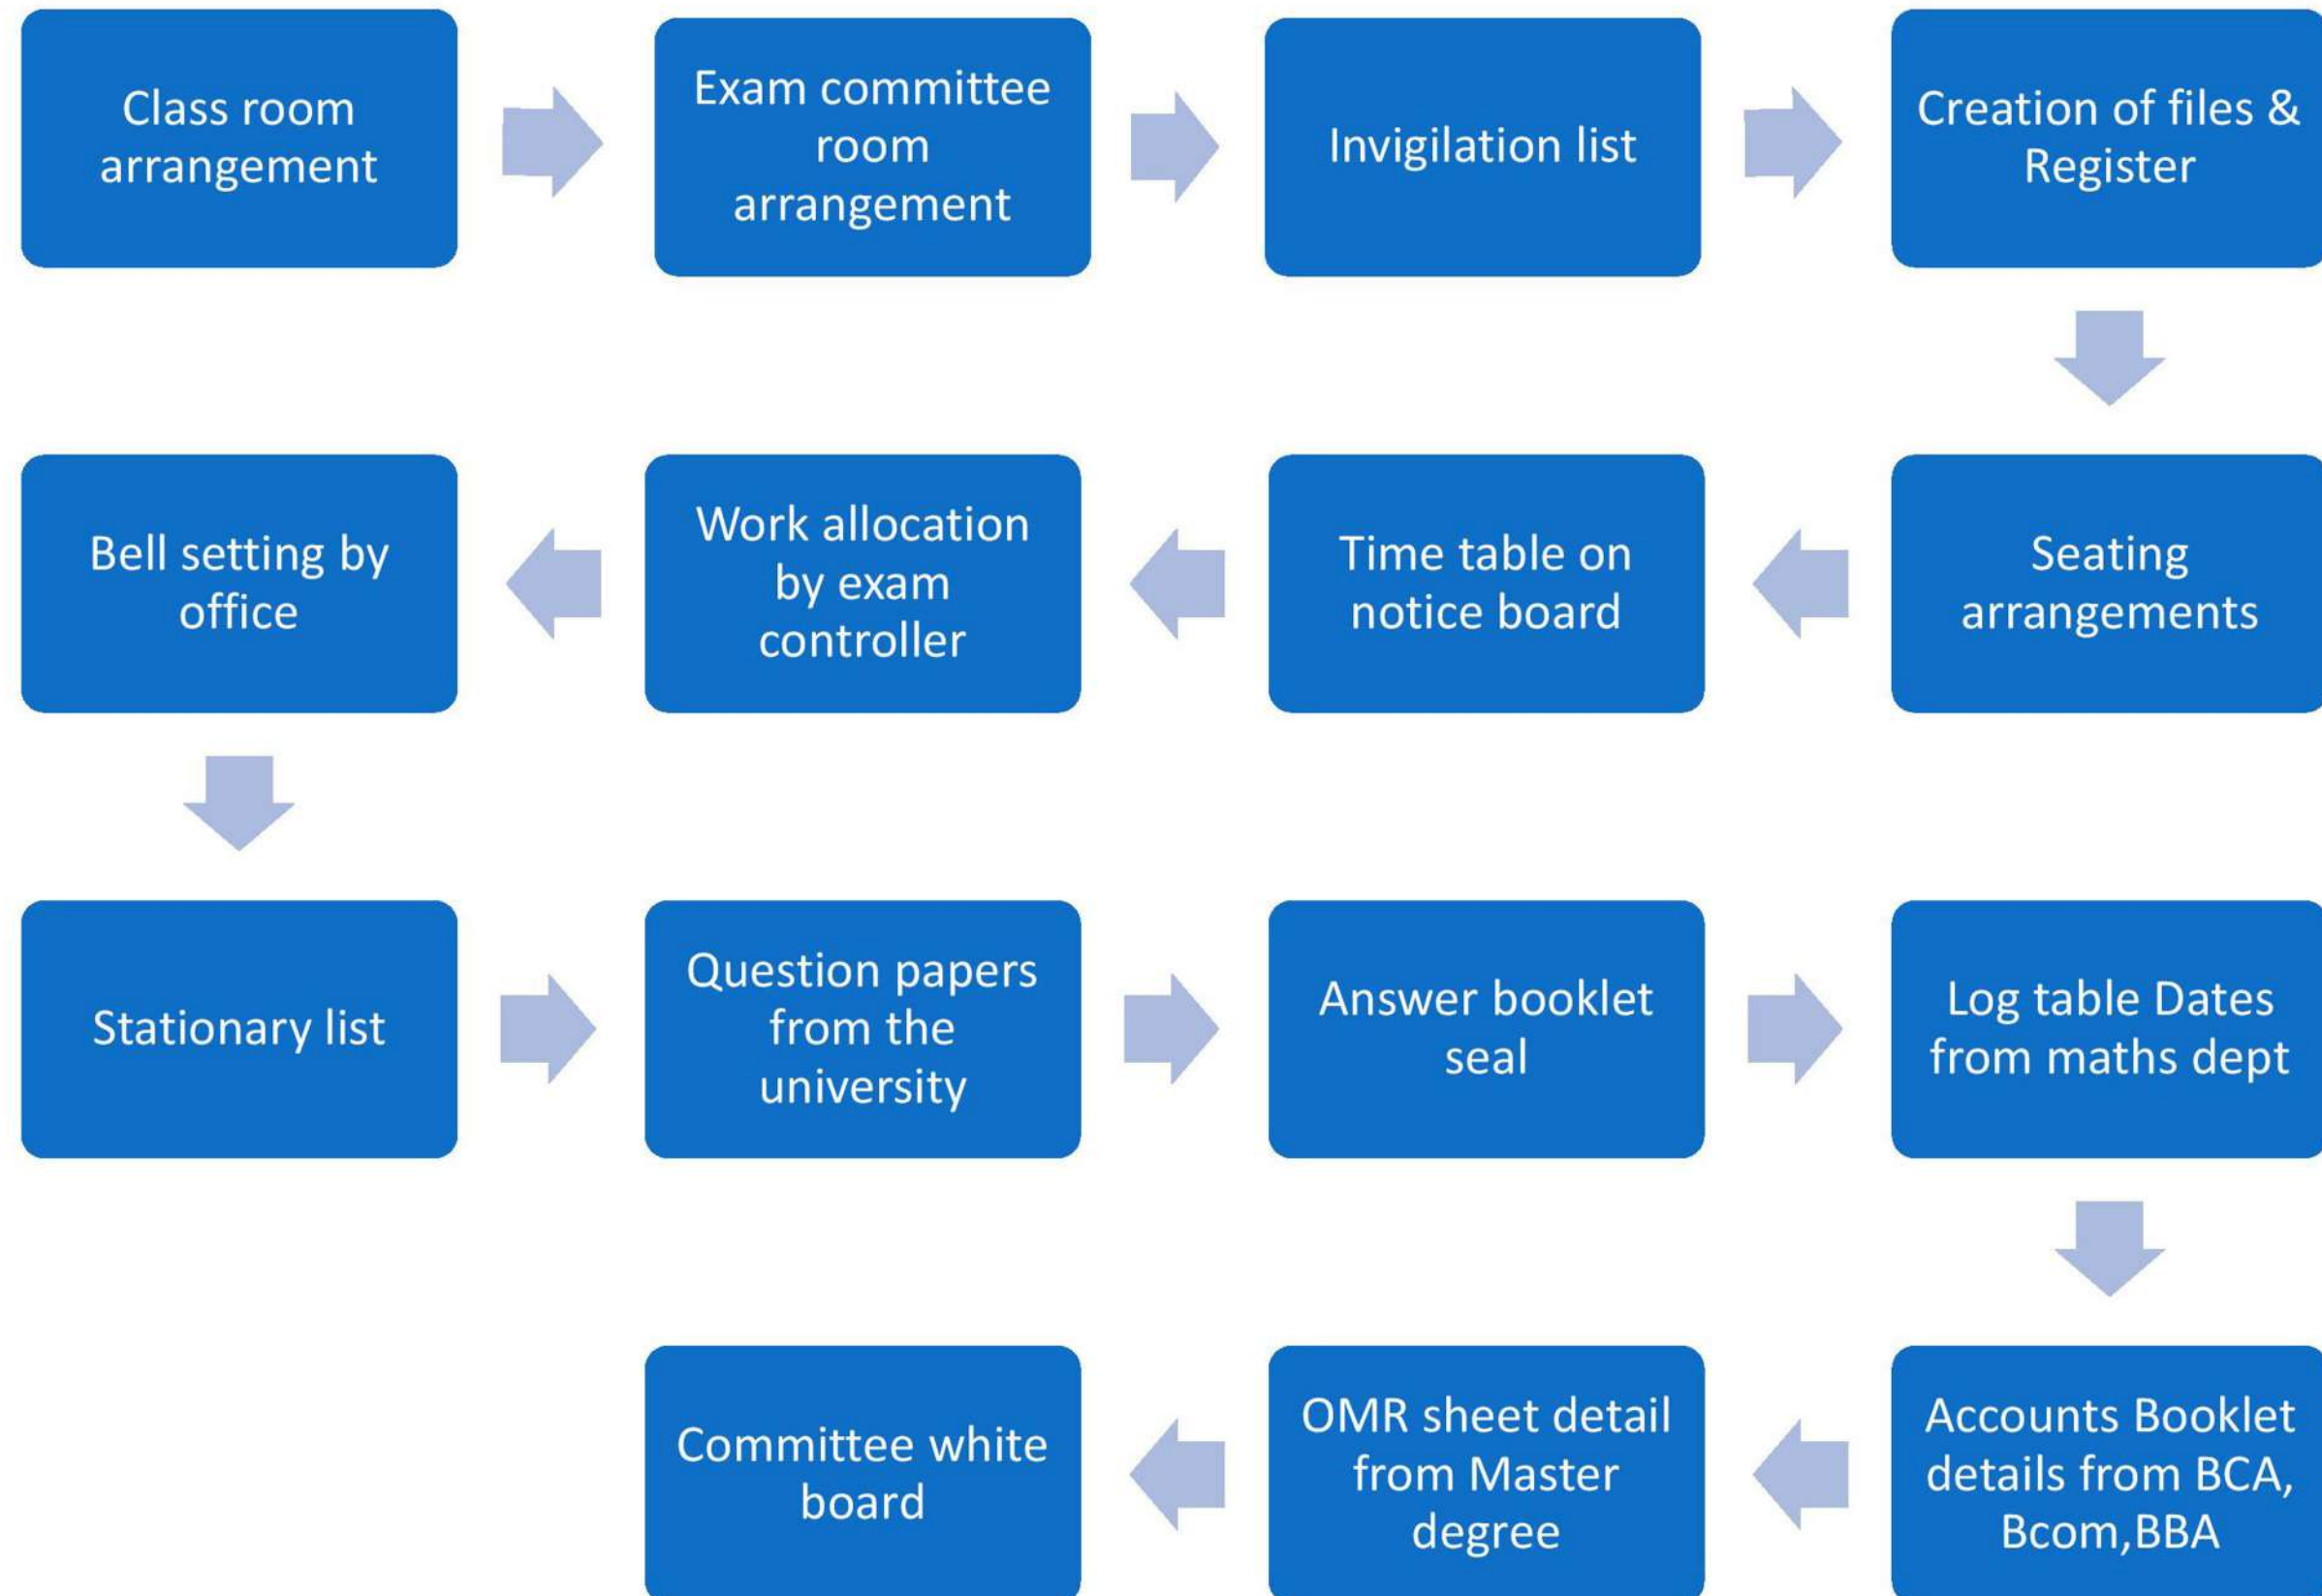 Class room
arrangement
Exam committee
room
arrangement
Invigilation list
Creation of files &
Register
Seating
arrangements
Time table on
notice board
Work allocation
by exam
controller
Bell setting by
office
Stationary list
Question papers
from the
university
Answer booklet
seal
Log table Dates
from maths dept
Accounts Booklet
details from BCA,
Bcom,BBA
OMR sheet detail
from Master
degree
Committee white
board